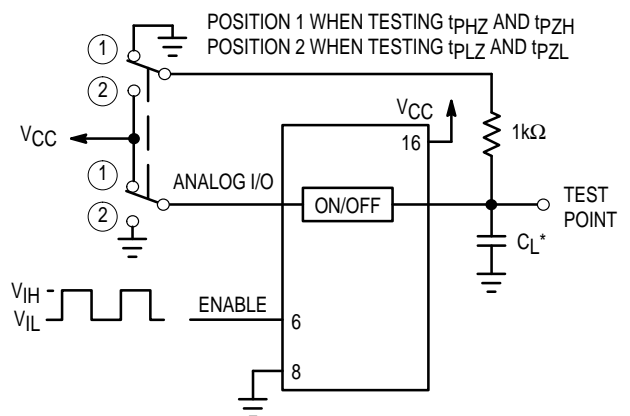 POSITION 1 WHEN TESTING tPHZ AND tPZH
POSITION 2 WHEN TESTING tPLZ AND tPZL
1
2
VCC
VCC
16
1kΩ
1
ANALOG I/O
ON/OFF
TEST
POINT
2
CL*
VIH
VIL
ENABLE
6
8